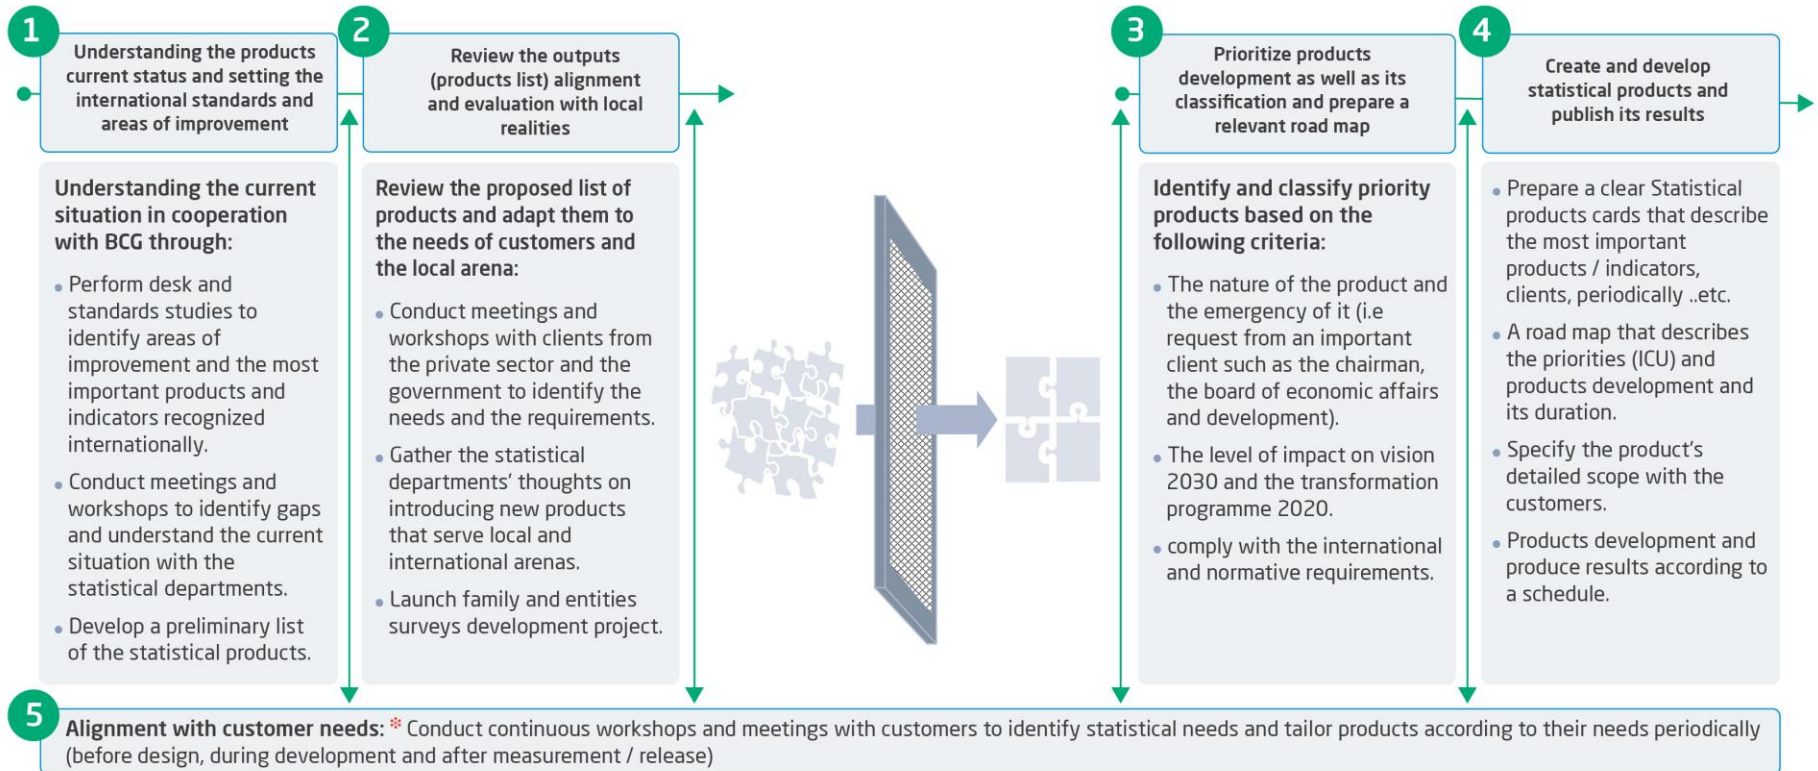 1
Understanding the products
current status and setting the
international standards and
areas of improvement
Understanding the current
situation in cooperation
with BCG through:
• Perform desk and
standards studies to
identify areas of
improvement and the most
important products and
indicators recognized
internationally.
• Conduct meetings and
workshops to identify gaps
and understand the current
situation with the
statistical departments.
• Develop a preliminary list
of the statistical products.
2
Review the outputs
(products list) alignment
and evaluation with local
realities
Review the proposed list of
products and adapt them to
the needs of customers and
the local arena:
• Conduct meetings and
workshops with clients from
the private sector and the
government to identify the
needs and the requirements.
• Gather the statistical
departments’ thoughts on
introducing new products
that serve local and
international arenas.
• Launch family and entities
surveys development project.
3
Prioritize products
development as well as its
classification and prepare a
relevant road map
Identify and classify priority
products based on the
following criteria:
• The nature of the product and
the emergency of it (i.e
request from an important
client such as the chairman,
the board of economic affairs
and development).
• The level of impact on vision
2030 and the transformation
programme 2020.
• comply with the international
and normative requirements.
4
Create and develop
statistical products and
publish its results
• Prepare a clear Statistical
products cards that describe
the most important
products / indicators,
clients, periodically ..etc.
• A road map that describes
the priorities (ICU) and
products development and
its duration.
• Specify the product’s
detailed scope with the
customers.
• Products development and
produce results according to
a schedule.
5
Alignment with customer needs: * Conduct continuous workshops and meetings with customers to identify statistical needs and tailor products according to their needs periodically
(before design, during development and after measurement / release)